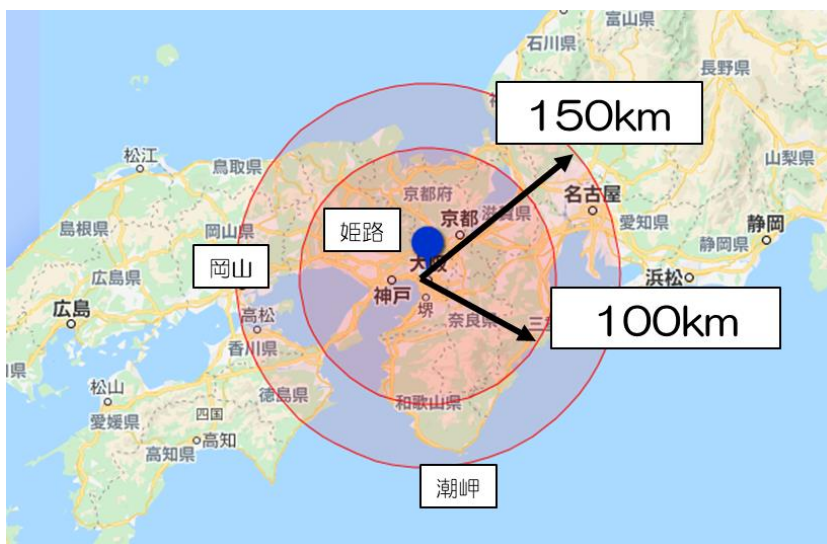 富山県
石川県
長野県
150km
松江
鳥取県
京都府
山梨県
名古屋
島根県
岡山県
姫路
京都
滋賀県
愛知県
静岡
静岡県
岡山
大阪
広島県
神戸
浜松
広島
堺
100km
高松
奈良県
香川県
松山
徳島県
和歌山県
四国
愛媛県
高知
高知県
潮岬